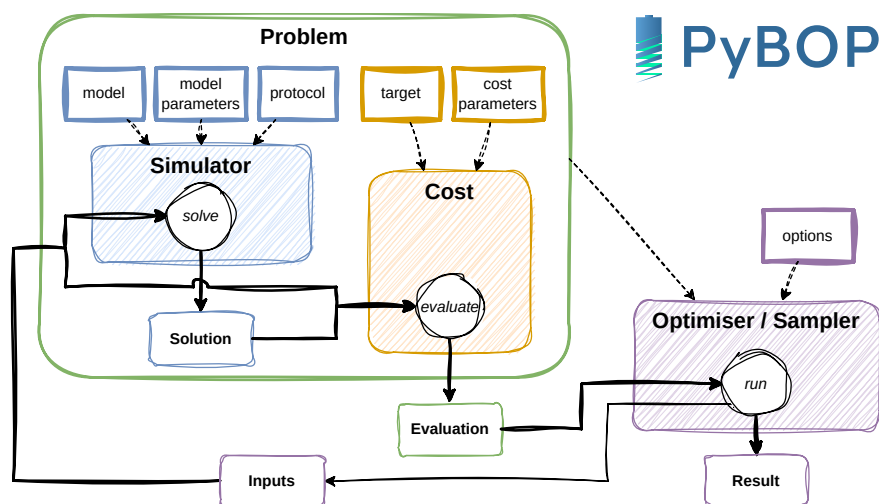 Problem
PyBOP
model
model
parameters
protocol
target
cost
parameters
Simulator
solve
Cost
options
evaluate
Solution
Optimiser / Sampler
run
Evaluation
Inputs
Result